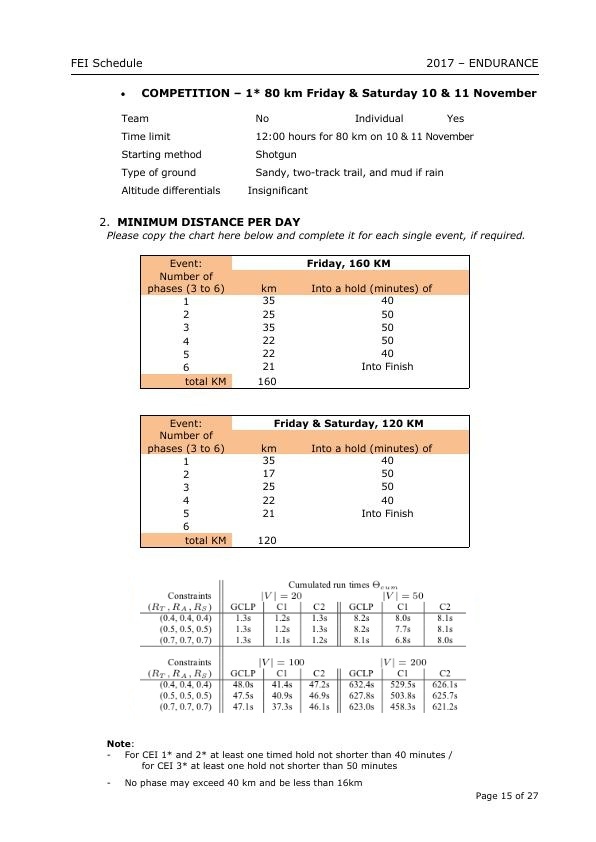 FEI Schedule 2017 – ENDURANCE
• COMPETITION – 1* 80 km Friday & Saturday 10 & 11 November
Team No Individual Yes
Time limit 12:00 hours for 80 km on 10 & 11 November
Starting method Shotgun
Type of ground Sandy, two-track trail, and mud if rain
Altitude differentials Insignificant
2. MINIMUM DISTANCE PER DAY
Please copy the chart here below and complete it for each single event, if required.
Event: Friday, 160 KM
Number of
phases (3 to 6) km Into a hold (minutes) of
1 35 40
2 25 50
3 35 50
4 22 50
5 22 40
6 21 Into Finish
total KM 160
Event: Friday & Saturday, 120 KM
Number of
phases (3 to 6) km Into a hold (minutes) of
1 35 40
2 17 50
3 25 50
4 22 40
5 21 Into Finish
6
total KM 120
Cumulated run times Θcum
Constraints |V| = 20 |V| = 50
(RT, RA, RS) GCLP C1 C2 GCLP C1 C2
(0.4, 0.4, 0.4) 1.3s 1.2s 1.3s 8.2s 8.0s 8.1s
(0.5, 0.5, 0.5) 1.3s 1.2s 1.3s 8.2s 7.7s 8.1s
(0.7, 0.7, 0.7) 1.3s 1.1s 1.2s 8.1s 6.8s 8.0s
Constraints |V| = 100 |V| = 200
(RT, RA, RS) GCLP C1 C2 GCLP C1 C2
(0.4, 0.4, 0.4) 48.0s 41.4s 47.2s 632.4s 529.5s 626.1s
(0.5, 0.5, 0.5) 47.5s 40.9s 46.9s 627.8s 503.8s 625.7s
(0.7, 0.7, 0.7) 47.1s 37.3s 46.1s 623.0s 458.3s 621.2s
Note:
- For CEI 1* and 2* at least one timed hold not shorter than 40 minutes /
for CEI 3* at least one hold not shorter than 50 minutes
- No phase may exceed 40 km and be less than 16km
Page 15 of 27